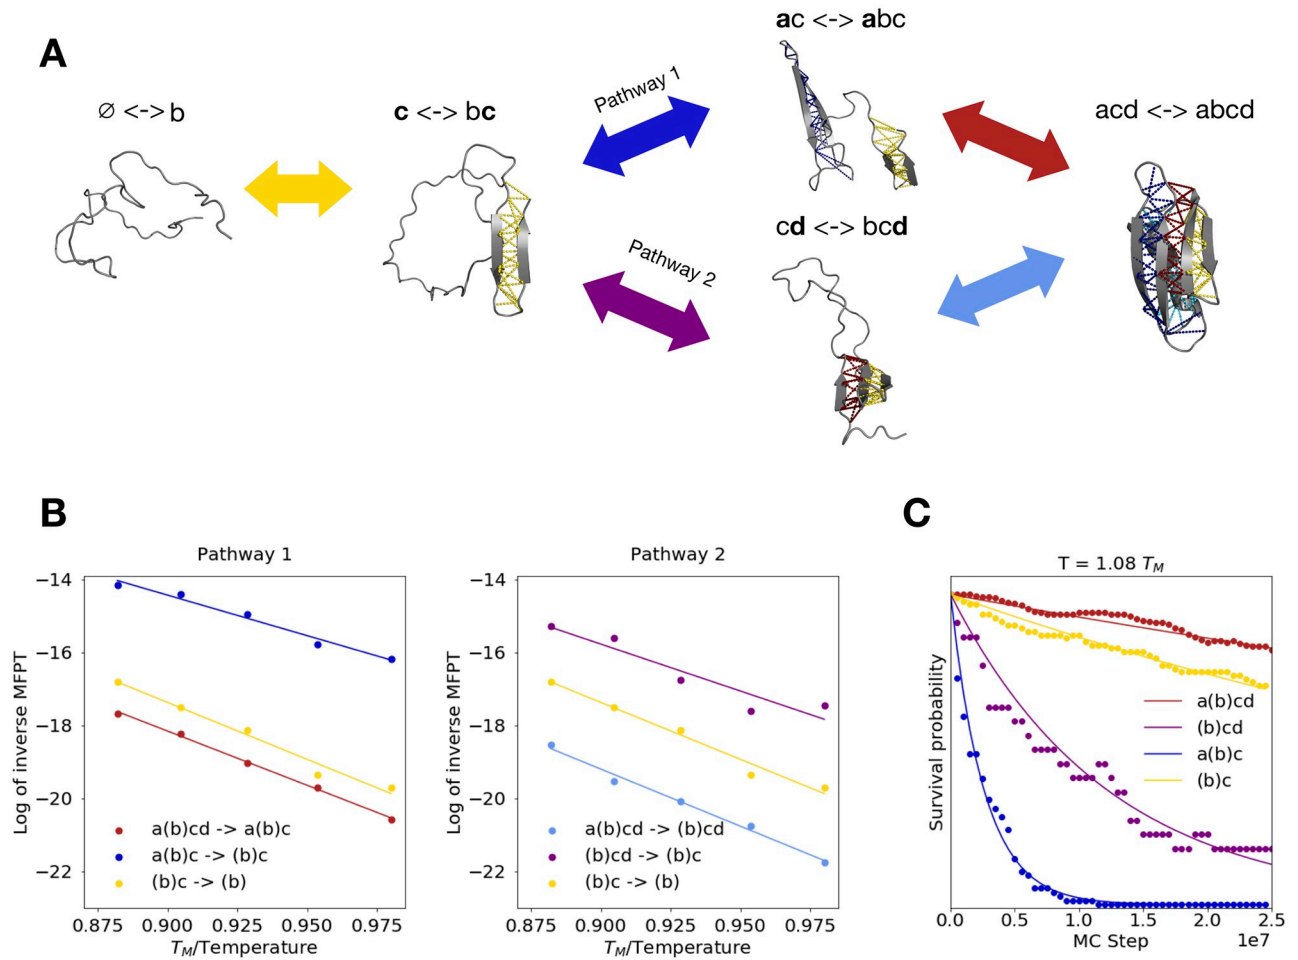 A
∅ <-> b
c <-> bc
Pathway 1
ac <-> abc
Pathway 2
cd <-> bcd
acd <-> abcd
B
Pathway 1
Log of inverse MFPT
−14
−16
−18
−20
−22
a(b)cd -> a(b)c
a(b)c -> (b)c
(b)c -> (b)
0.875 0.900 0.925 0.950 0.975
T_M/Temperature
Pathway 2
Log of inverse MFPT
−14
−16
−18
−20
−22
a(b)cd -> (b)cd
(b)cd -> (b)c
(b)c -> (b)
0.875 0.900 0.925 0.950 0.975
T_M/Temperature
C
T = 1.08 T_M
Survival probability
a(b)cd
(b)cd
a(b)c
(b)c
0.0 0.5 1.0 1.5 2.0 2.5
MC Step
1e7